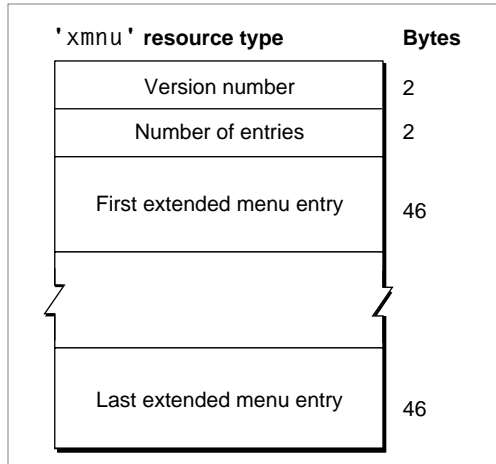 'xmnu' resource type Bytes
Version number 2
Number of entries 2
First extended menu entry 46
Last extended menu entry 46